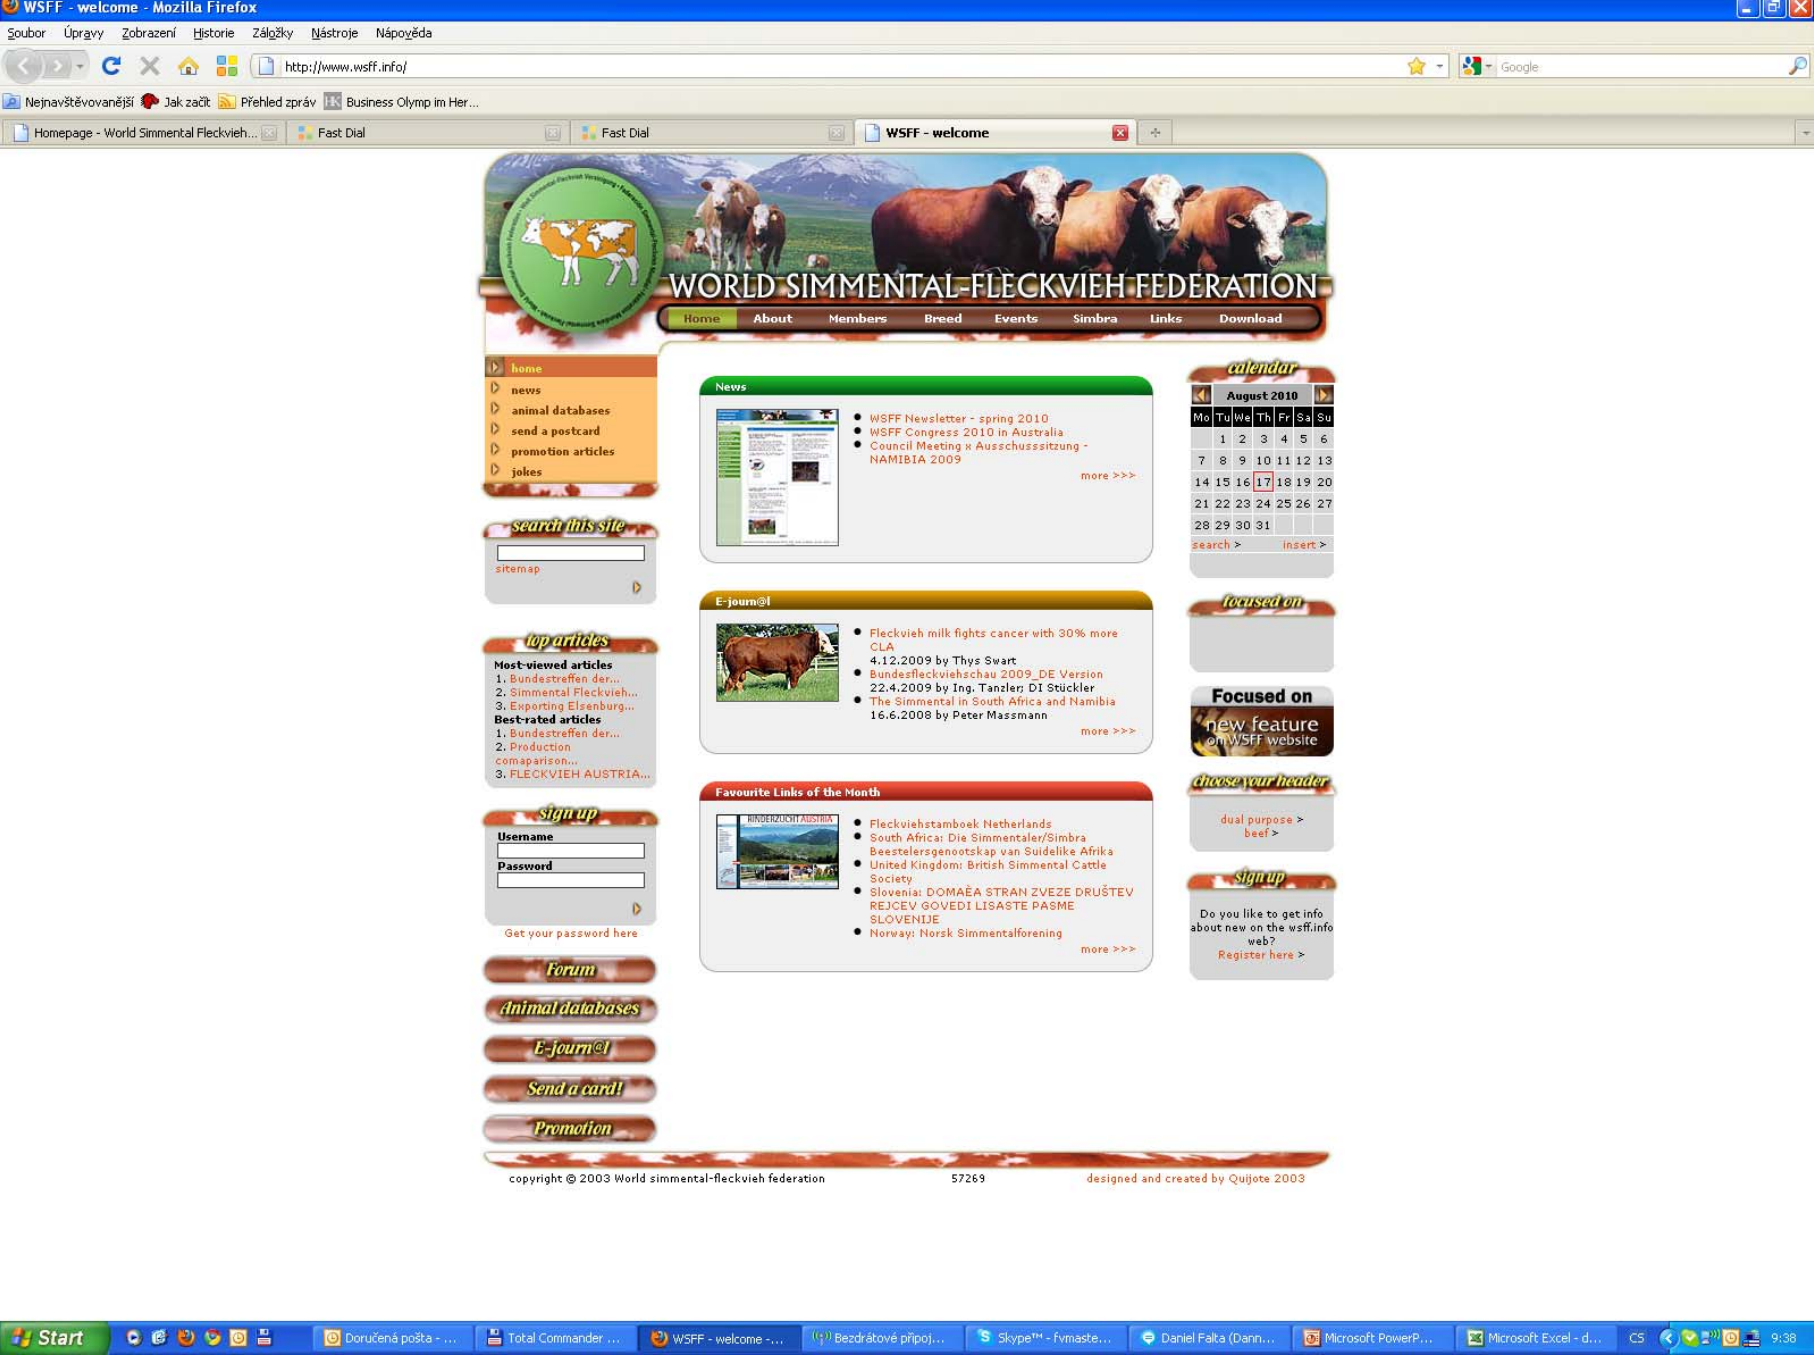 WSFF - welcome - Mozilla Firefox
Soubor Úpravy Zobrazení Historie Záložky Nástroje Nápověda
http://www.wsff.info/
Google
Nejnavštěvovanější Jak začít Přehled zpráv Business Olymp im Her...
Homepage - World Simmental Fleckvieh... Fast Dial Fast Dial WSFF - welcome
WORLD SIMMENTAL-FLECKVIEH FEDERATION
Home About Members Breed Events Simbra Links Download
home
news
animal databases
send a postcard
promotion articles
jokes
search this site
sitemap
top articles
Most-viewed articles
1. Bundestreffen der...
2. Simmental Fleckvieh...
3. Exporting Elsenburg...
Best-rated articles
1. Bundestreffen der...
2. Production
comaparison...
3. FLECKVIEH AUSTRIA...
sign up
Username
Password
Get your password here
Forum
Animal databases
E-journ@l
Send a card!
Promotion
News
WSFF Newsletter - spring 2010
WSFF Congress 2010 in Australia
Council Meeting x Ausschusssitzung -
NAMIBIA 2009
more >>>
E-journ@l
Fleckvieh milk fights cancer with 30% more
CLA
4.12.2009 by Thys Swart
Bundesfleckviehschau 2009_DE Version
22.4.2009 by Ing. Tanzler; DI Stückler
The Simmental in South Africa and Namibia
16.6.2008 by Peter Massmann
more >>>
Favourite Links of the Month
RINDERZUCHT AUSTRIA
Fleckviehstamboek Netherlands
South Africa: Die Simmentaler/Simbra
Beestelersgenootskap van Suidelike Afrika
United Kingdom: British Simmental Cattle
Society
Slovenia: DOMAÈA STRAN ZVEZE DRUŠTEV
REJCEV GOVEDI LISASTE PASME
SLOVENIJE
Norway: Norsk Simmentalforening
more >>>
calendar
August 2010
Mo Tu We Th Fr Sa Su
1 2 3 4 5 6
7 8 9 10 11 12 13
14 15 16 17 18 19 20
21 22 23 24 25 26 27
28 29 30 31
search > insert >
focused on
Focused on
new feature
on WSFF website
choose your header
dual purpose >
beef >
sign up
Do you like to get info
about new on the wsff.info
web?
Register here >
copyright © 2003 World simmental-fleckvieh federation 57269 designed and created by Quijote 2003
Start Doručená pošta - ... Total Commander ... WSFF - welcome -... Bezdrátové připoj... Skype™ - fvmaste... Daniel Falta (Dann... Microsoft PowerP... Microsoft Excel - d... CS 9:38